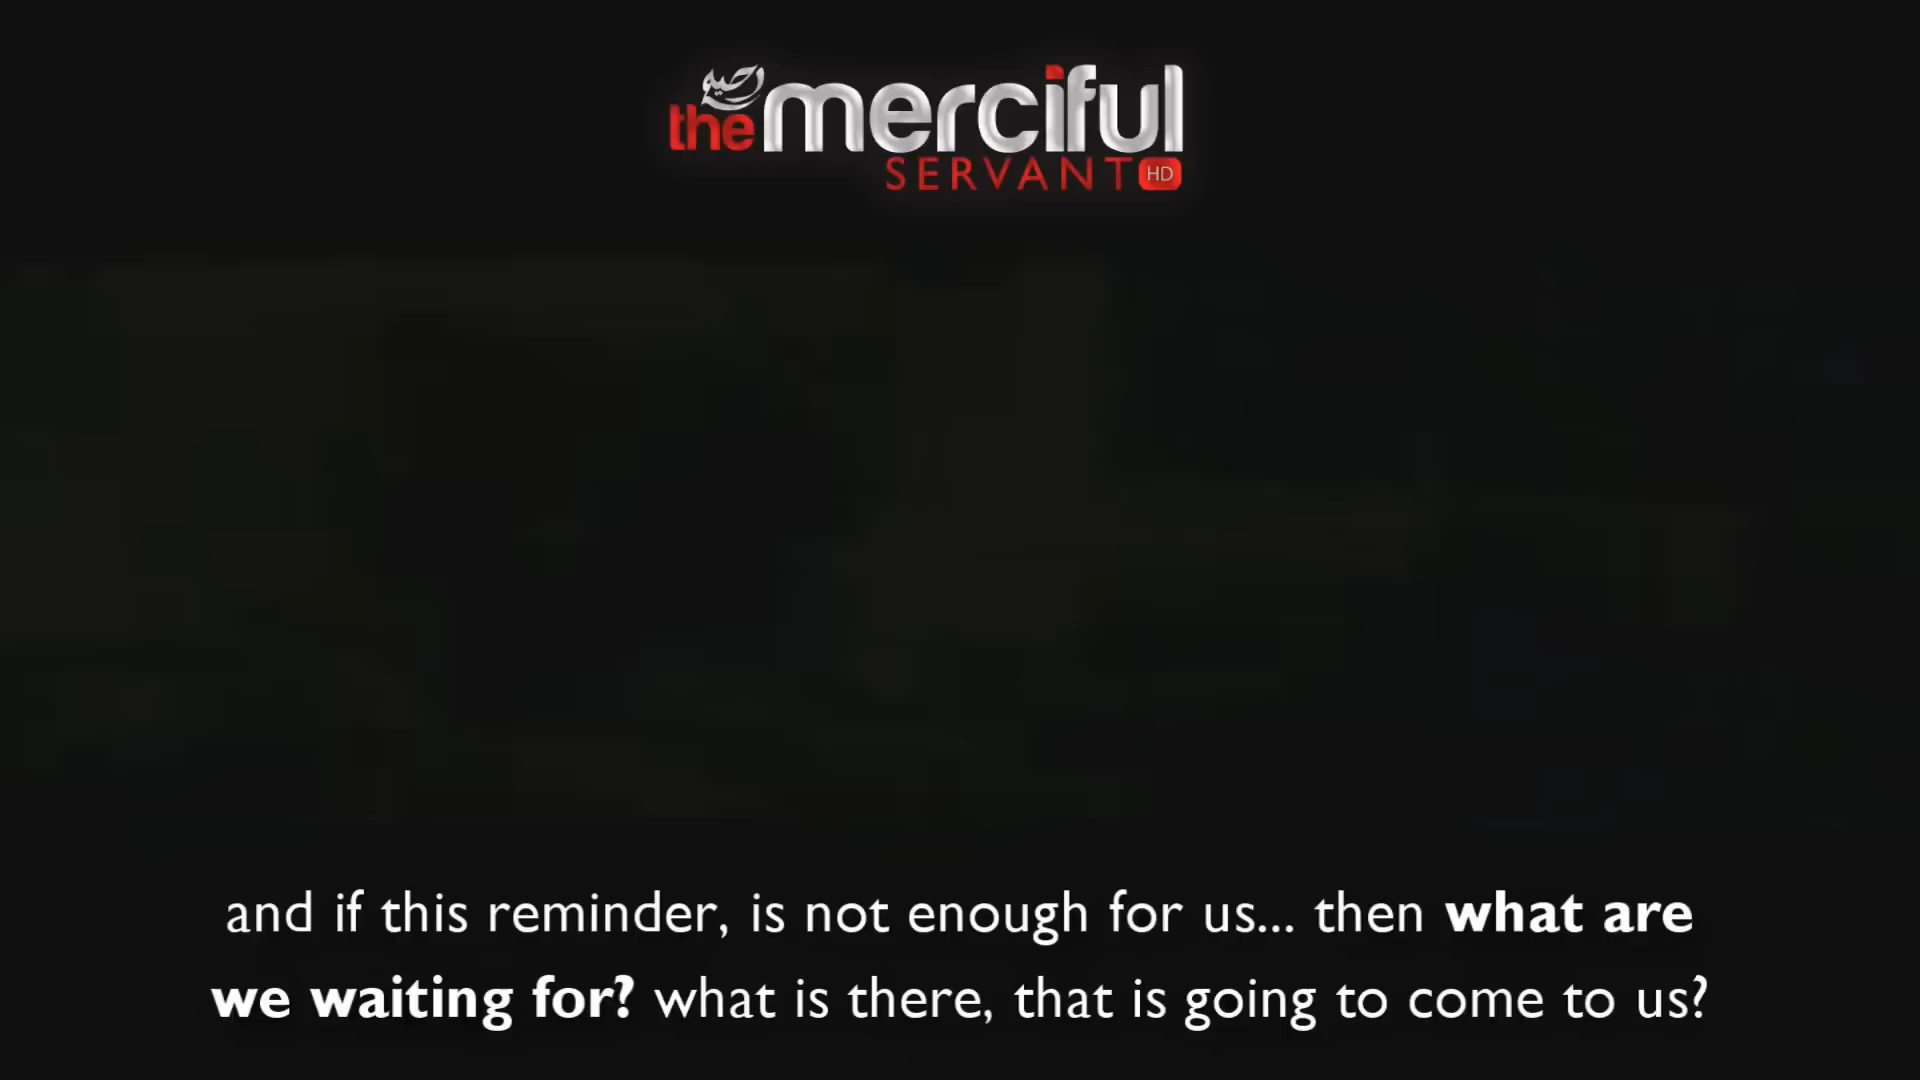 رحيم
the merciful
SERVANT HD
and if this reminder, is not enough for us... then what are
we waiting for? what is there, that is going to come to us?